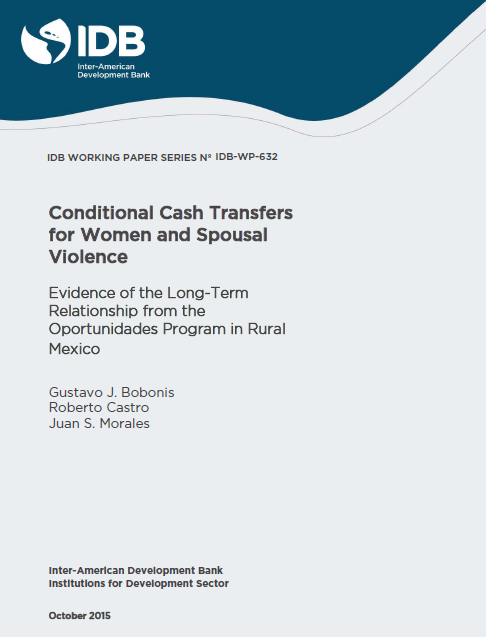 IDB
Inter-American
Development Bank
IDB WORKING PAPER SERIES Nº IDB-WP-632
Conditional Cash Transfers
for Women and Spousal
Violence
Evidence of the Long-Term
Relationship from the
Oportunidades Program in Rural
Mexico
Gustavo J. Bobonis
Roberto Castro
Juan S. Morales
Inter-American Development Bank
Institutions for Development Sector
October 2015